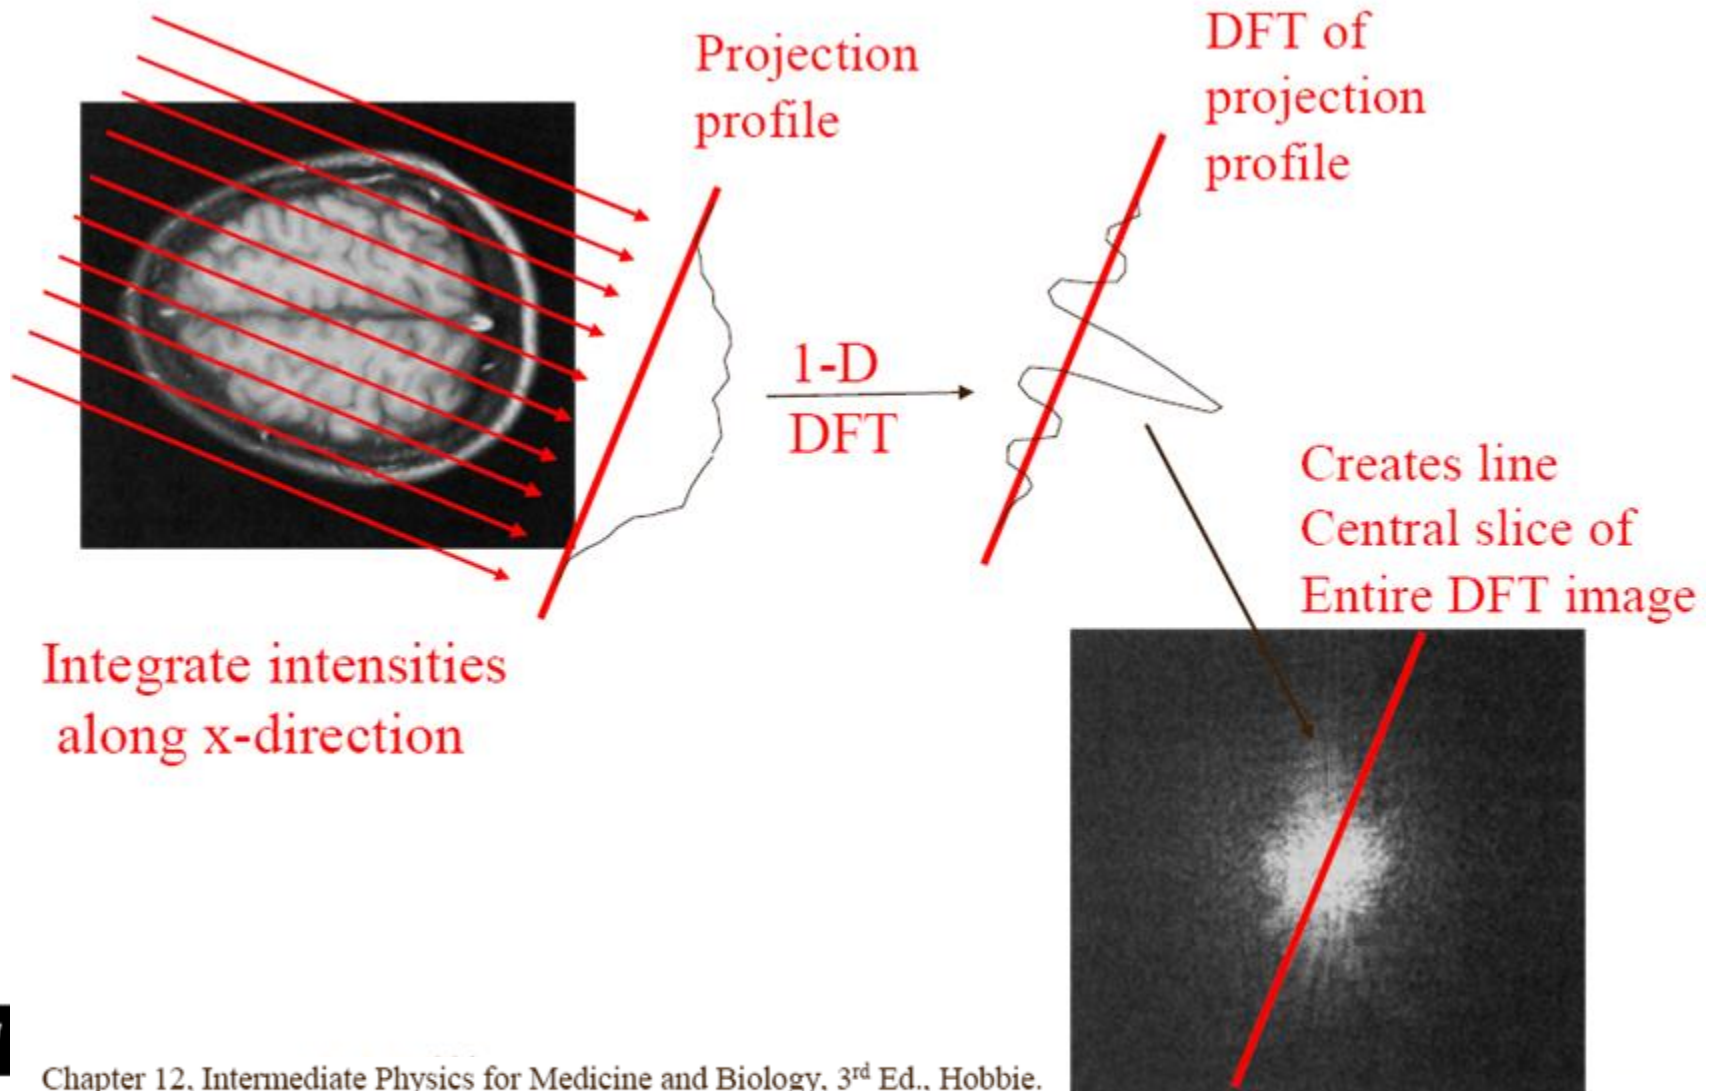 Projection
profile
DFT of
projection
profile
1-D
DFT
Creates line
Central slice of
Entire DFT image
Integrate intensities
along x-direction
Chapter 12, Intermediate Physics for Medicine and Biology, 3rd Ed., Hobbie.